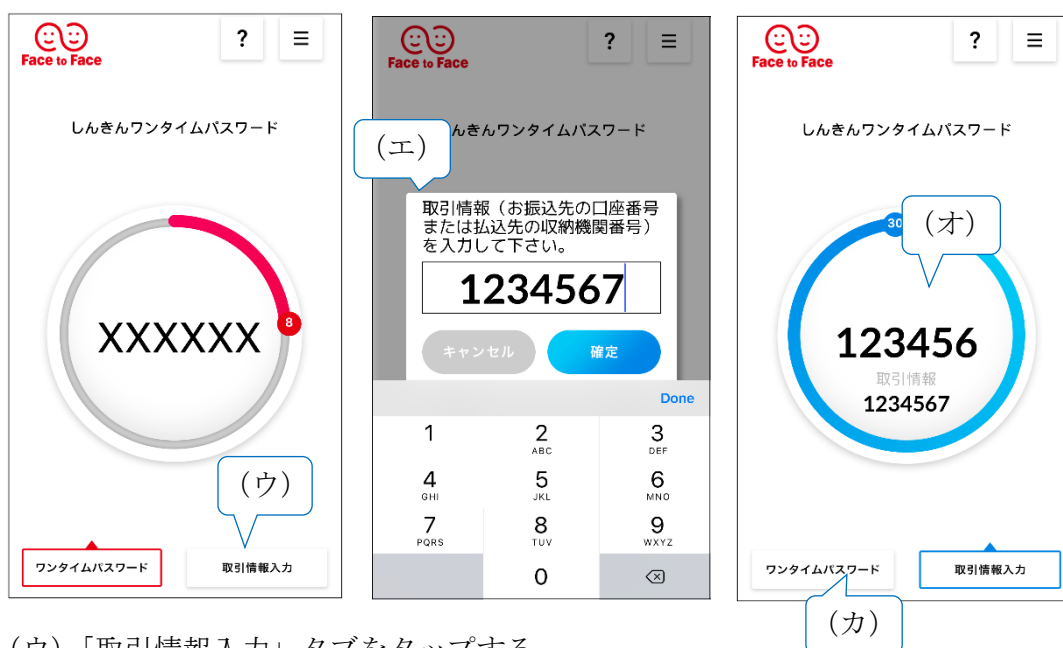 Face to Face
?
☰
しんきんワンタイムパスワード
XXXXXX
8
(ウ)
ワンタイムパスワード
取引情報入力
Face to Face
?
☰
んきんワンタイムパスワード
(エ)
取引情報（お振込先の口座番号
または払込先の収納機関番号）
を入力して下さい。
1234567
キャンセル
確定
Done
1
2
ABC
3
DEF
4
GHI
5
JKL
6
MNO
7
PQRS
8
TUV
9
WXYZ
0
Face to Face
?
☰
しんきんワンタイムパスワード
30
(オ)
123456
取引情報
1234567
ワンタイムパスワード
取引情報入力
(カ)
(ウ)「取引情報入力」タブをタップする